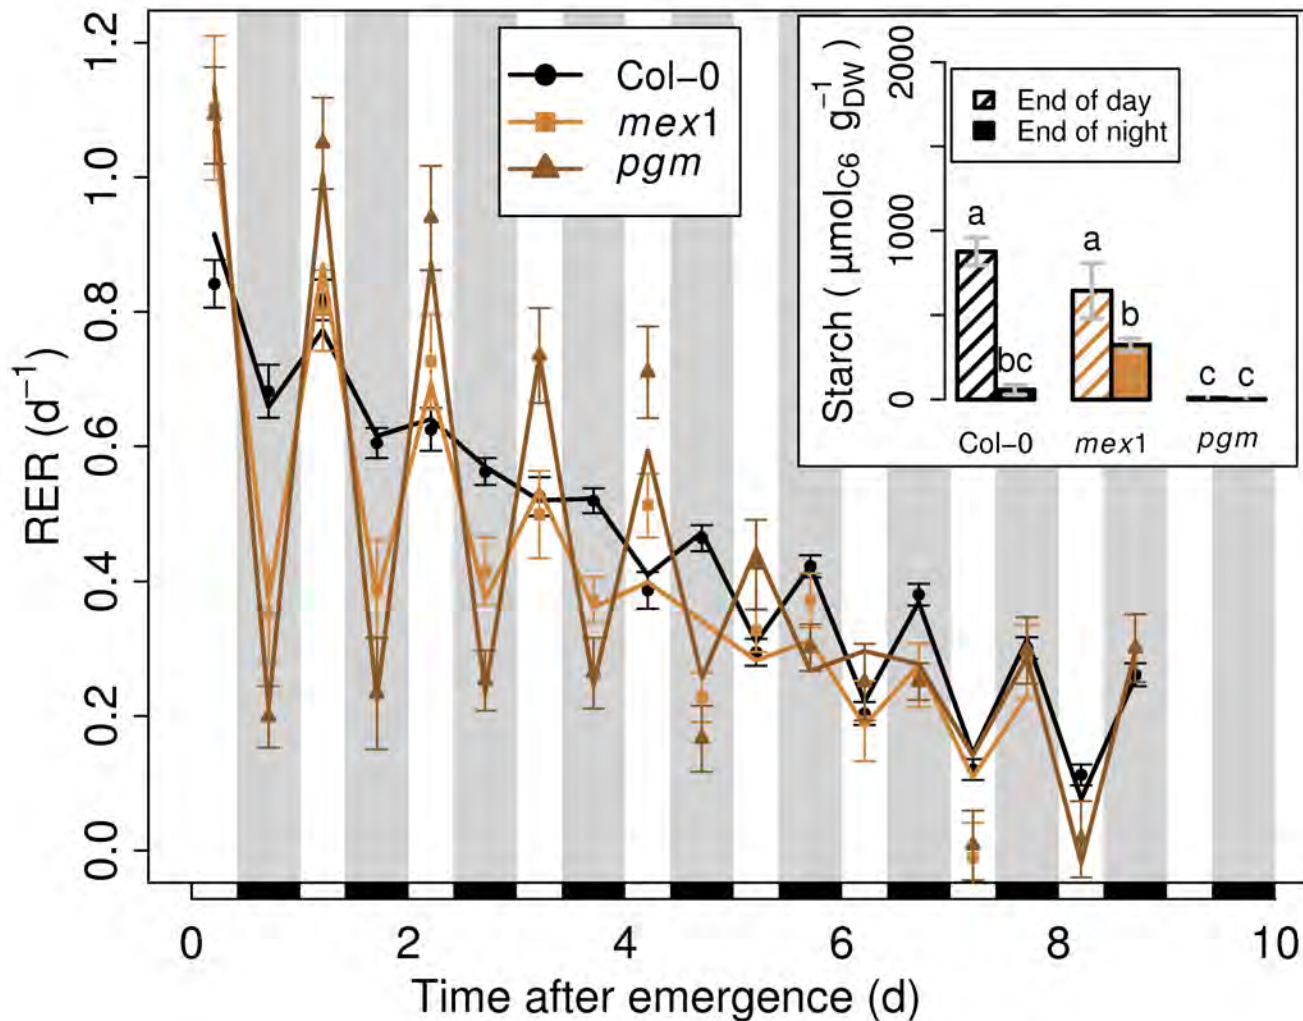 RER (d⁻¹)
1.2
1.0
0.8
0.6
0.4
0.2
0.0
Col−0
mex1
pgm
Starch ( μmol_C6 g⁻¹_DW)
2000
1000
0
End of day
End of night
a
bc
a
b
c c
Col−0 mex1 pgm
0 2 4 6 8 10
Time after emergence (d)